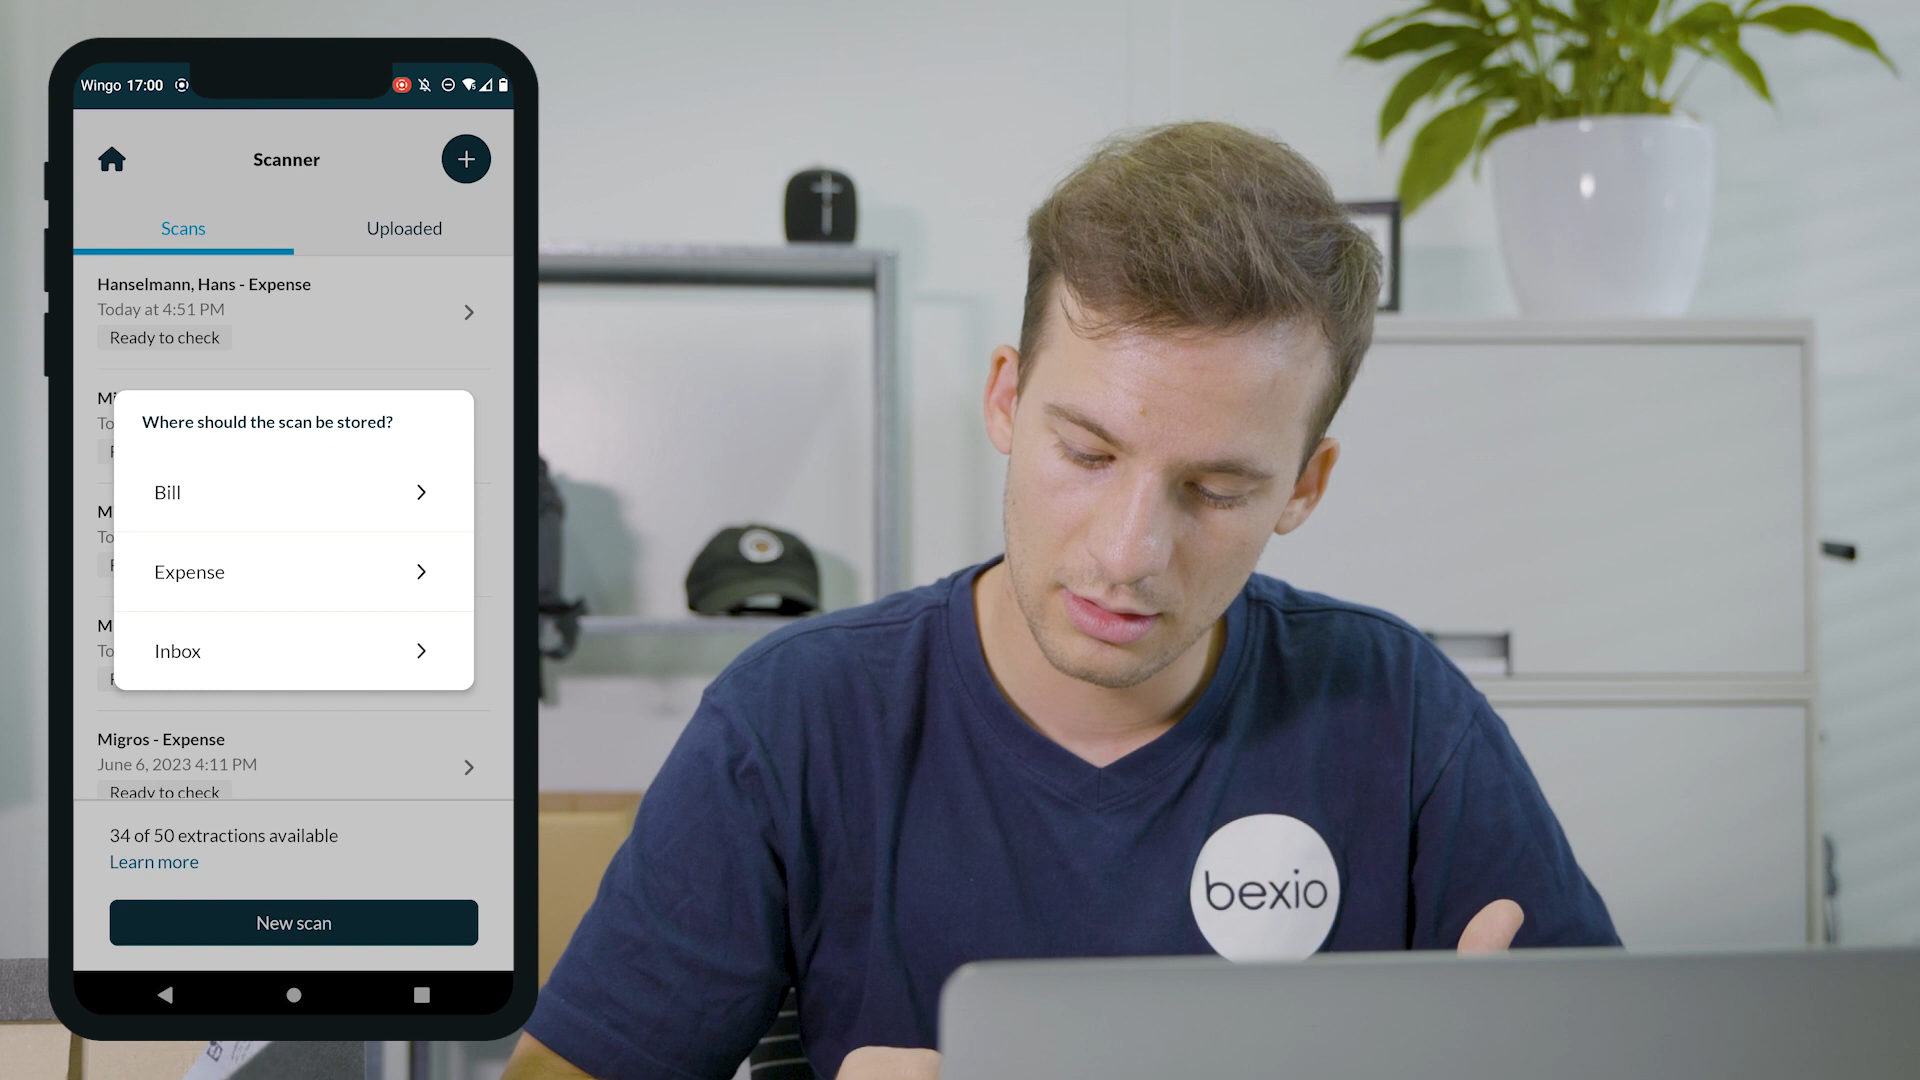 Wingo 17:00
Scanner
Scans
Uploaded
Hanselmann, Hans - Expense
Today at 4:51 PM
Ready to check
Where should the scan be stored?
Bill
Expense
Inbox
Migros - Expense
June 6, 2023 4:11 PM
Ready to check
34 of 50 extractions available
Learn more
New scan
bexio